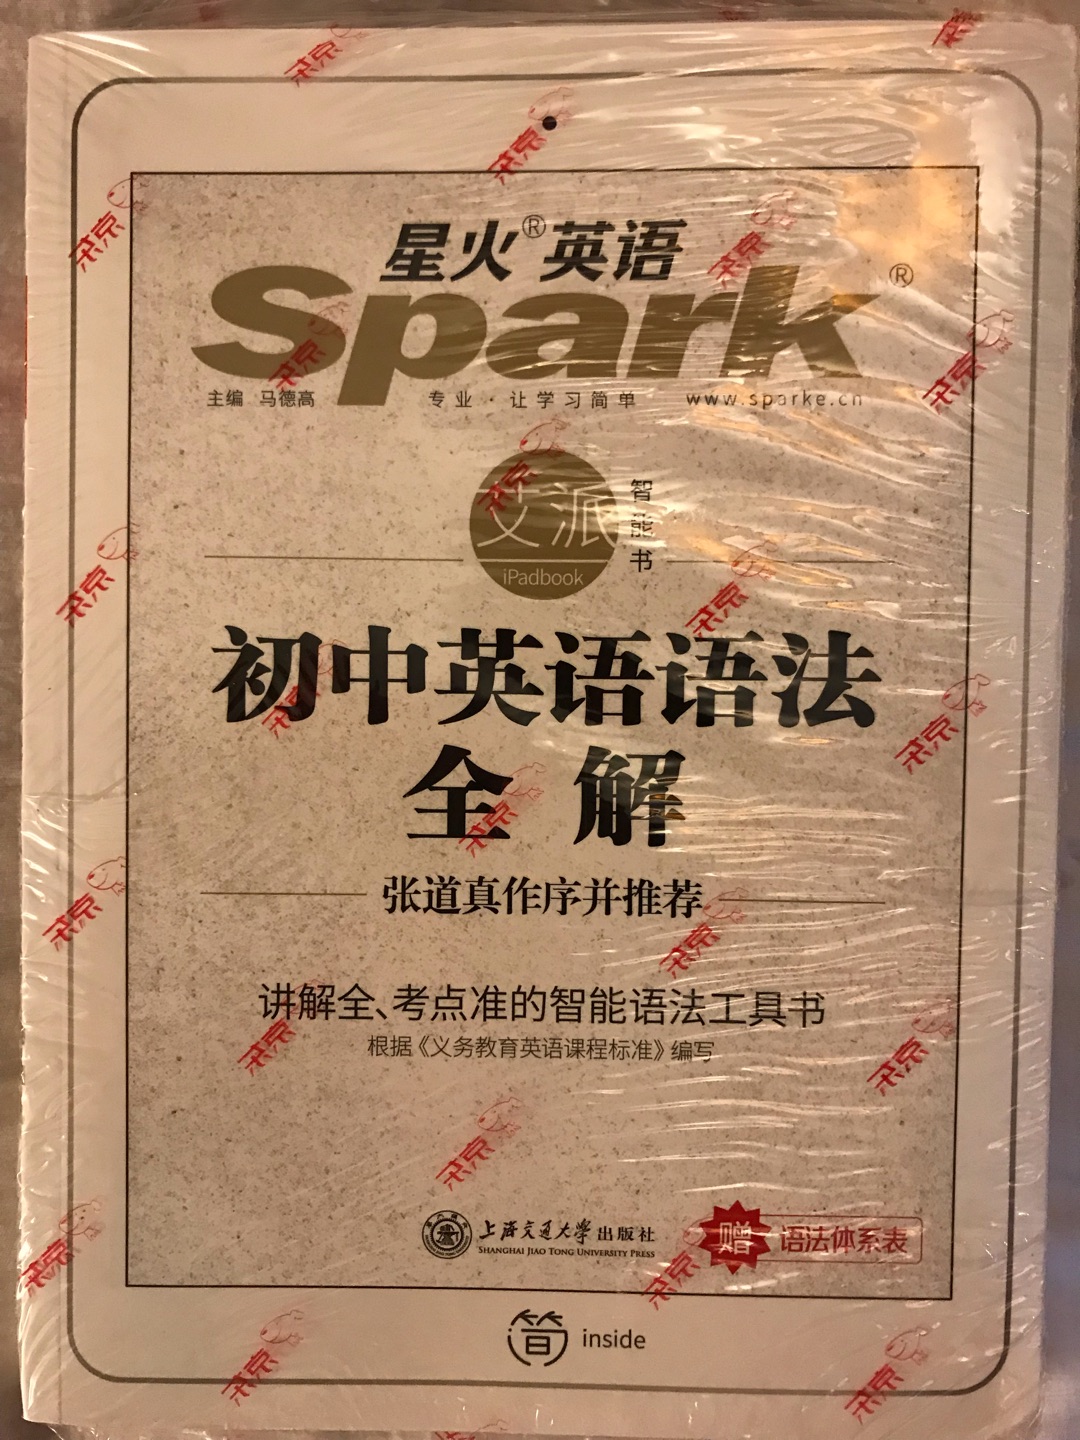 星火®英语
Spark®
主编 马德高 专业·让学习简单 www.sparke.cn
艾派
智能书
iPadbook
初中英语语法
全解
张道真作序并推荐
讲解全、考点准的智能语法工具书
根据《义务教育英语课程标准》编写
上海交通大学出版社
SHANGHAI JIAO TONG UNIVERSITY PRESS
赠 语法体系表
简 inside